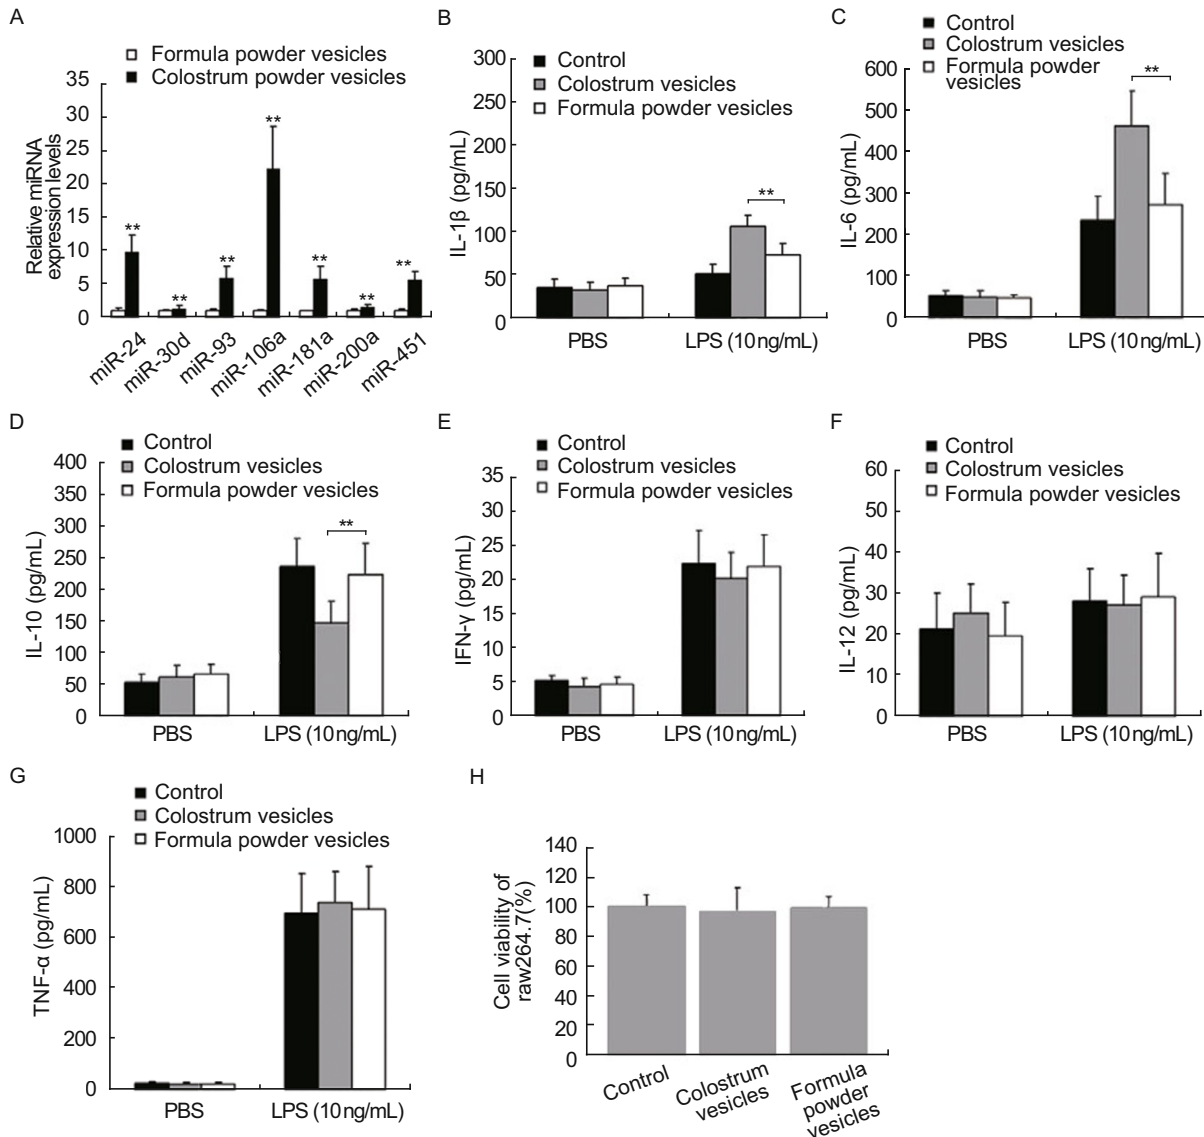 A
Formula powder vesicles
Colostrum powder vesicles
Relative miRNA
expression levels
35
30
25
20
15
10
5
0
**
**
**
**
**
**
**
miR-24
miR-30d
miR-93
miR-106a
miR-181a
miR-200a
miR-451
B
Control
Colostrum vesicles
Formula powder vesicles
IL-1β (pg/mL)
300
250
200
150
100
50
0
**
PBS
LPS (10 ng/mL)
C
Control
Colostrum vesicles
Formula powder
vesicles
IL-6 (pg/mL)
600
500
400
300
200
100
0
**
PBS
LPS (10 ng/mL)
D
Control
Colostrum vesicles
Formula powder vesicles
IL-10 (pg/mL)
400
350
300
250
200
150
100
50
0
**
PBS
LPS (10 ng/mL)
E
Control
Colostrum vesicles
Formula powder vesicles
IFN-γ (pg/mL)
35
30
25
20
15
10
5
0
PBS
LPS (10 ng/mL)
F
Control
Colostrum vesicles
Formula powder vesicles
IL-12 (pg/mL)
60
50
40
30
20
10
0
PBS
LPS (10 ng/mL)
G
Control
Colostrum vesicles
Formula powder vesicles
TNF-α (pg/mL)
1000
800
600
400
200
0
PBS
LPS (10 ng/mL)
H
Cell viability of
raw264.7(%)
140
120
100
80
60
40
20
0
Control
Colostrum
vesicles
Formula
powder
vesicles